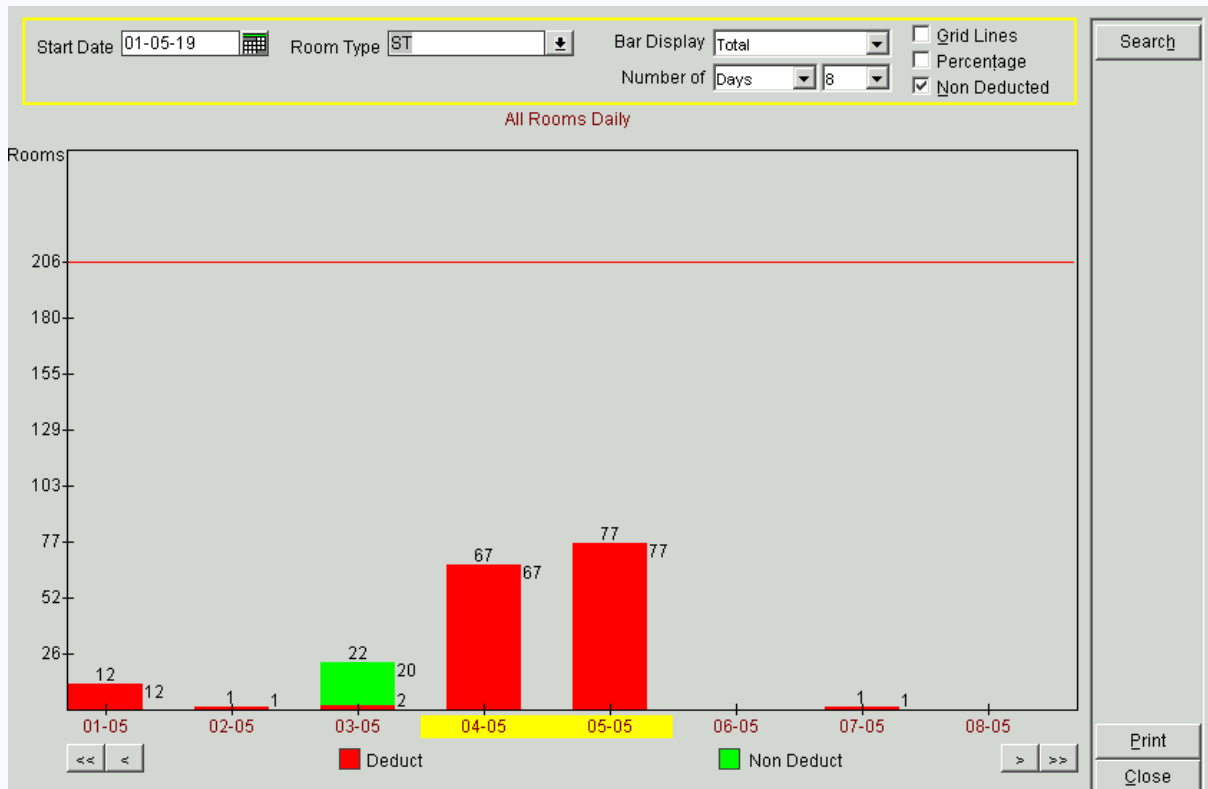 Start Date 01-05-19 Room Type ST Bar Display Total Grid Lines Search
Percentage
Number of Days 8 Non Deducted
All Rooms Daily
Rooms
206
180
155
129
103
77 77 77
67 67
52
26 22 20
12 12 1 1 2 1 1
01-05 02-05 03-05 04-05 05-05 06-05 07-05 08-05
<< < Deduct Non Deduct > >> Print
Close